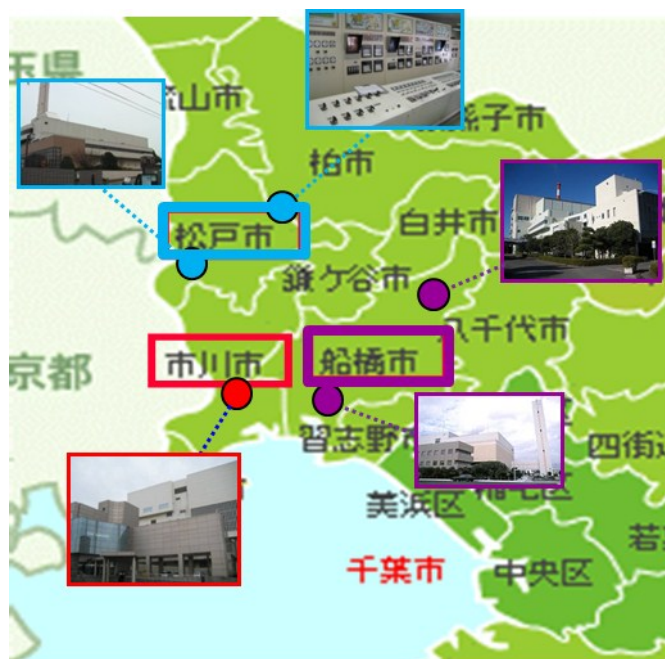 玉県
流山市
我孫子市
柏市
松戸市
白井市
鎌ケ谷市
市川市
船橋市
八千代市
京都
習志野市
四街道
稲毛区
美浜区
若
千葉市
中央区